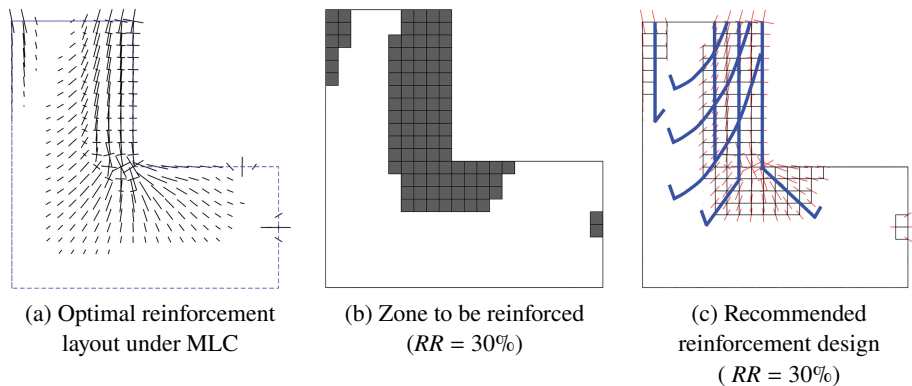 (a) Optimal reinforcement
layout under MLC
(b) Zone to be reinforced
(RR = 30%)
(c) Recommended
reinforcement design
( RR = 30%)